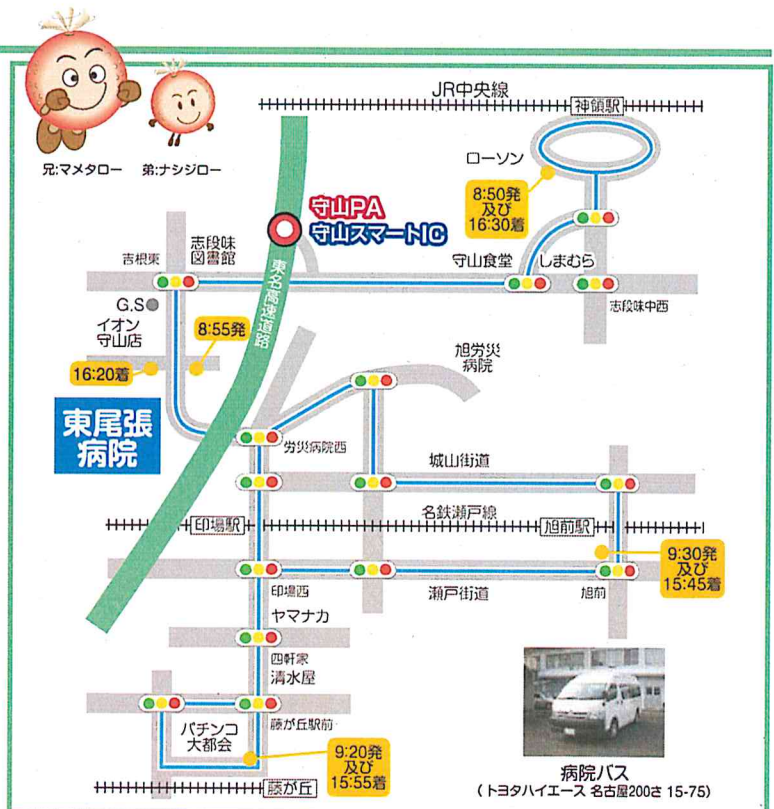 JR中央線
神領駅
兄:マメタロー
弟:ナシジロー
ローソン
8:50発
及び
16:30着
守山PA
守山スマートIC
吉根東
志段味
図書館
守山食堂
しまむら
志段味中西
東名高速道路
G.S
イオン
守山店
8:55発
16:20着
旭労災
病院
東尾張
病院
労災病院西
城山街道
名鉄瀬戸線
印場駅
旭前駅
9:30発
及び
15:45着
印場西
瀬戸街道
旭前
ヤマナカ
四軒家
清水屋
パチンコ
大都会
藤が丘駅前
9:20発
及び
15:55着
藤が丘
病院バス
(トヨタハイエース 名古屋200さ 15-75)